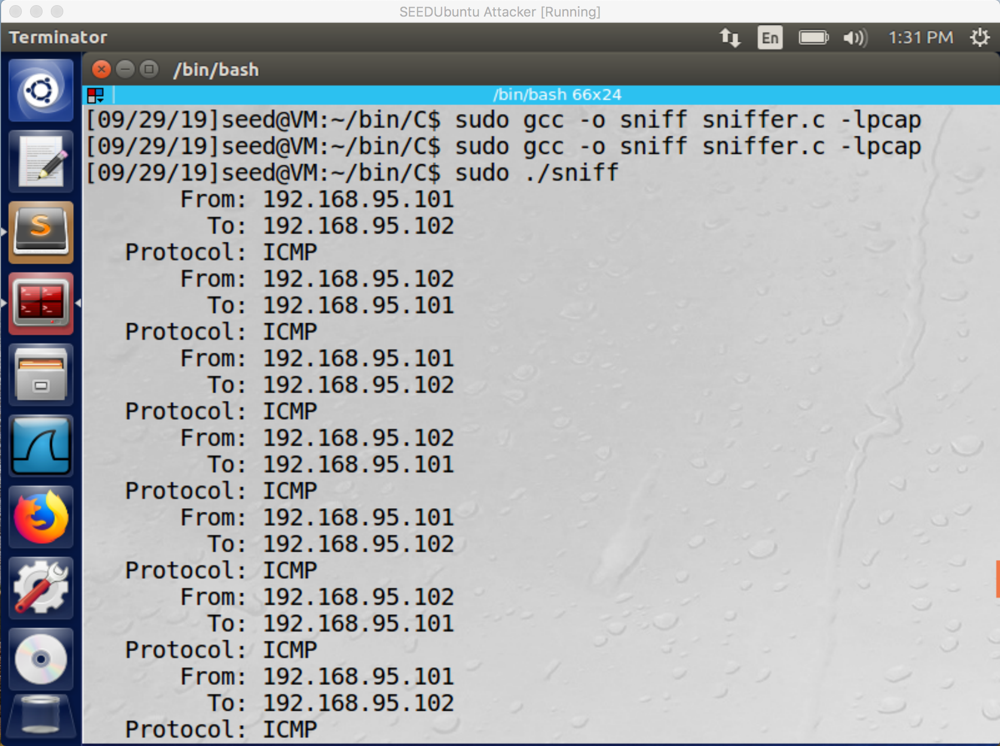 SEEDUbuntu Attacker [Running]
Terminator En 1:31 PM
/bin/bash
/bin/bash 66x24
[09/29/19]seed@VM:~/bin/C$ sudo gcc -o sniff sniffer.c -lpcap
[09/29/19]seed@VM:~/bin/C$ sudo gcc -o sniff sniffer.c -lpcap
[09/29/19]seed@VM:~/bin/C$ sudo ./sniff
From: 192.168.95.101
To: 192.168.95.102
Protocol: ICMP
From: 192.168.95.102
To: 192.168.95.101
Protocol: ICMP
From: 192.168.95.101
To: 192.168.95.102
Protocol: ICMP
From: 192.168.95.102
To: 192.168.95.101
Protocol: ICMP
From: 192.168.95.101
To: 192.168.95.102
Protocol: ICMP
From: 192.168.95.102
To: 192.168.95.101
Protocol: ICMP
From: 192.168.95.101
To: 192.168.95.102
Protocol: ICMP